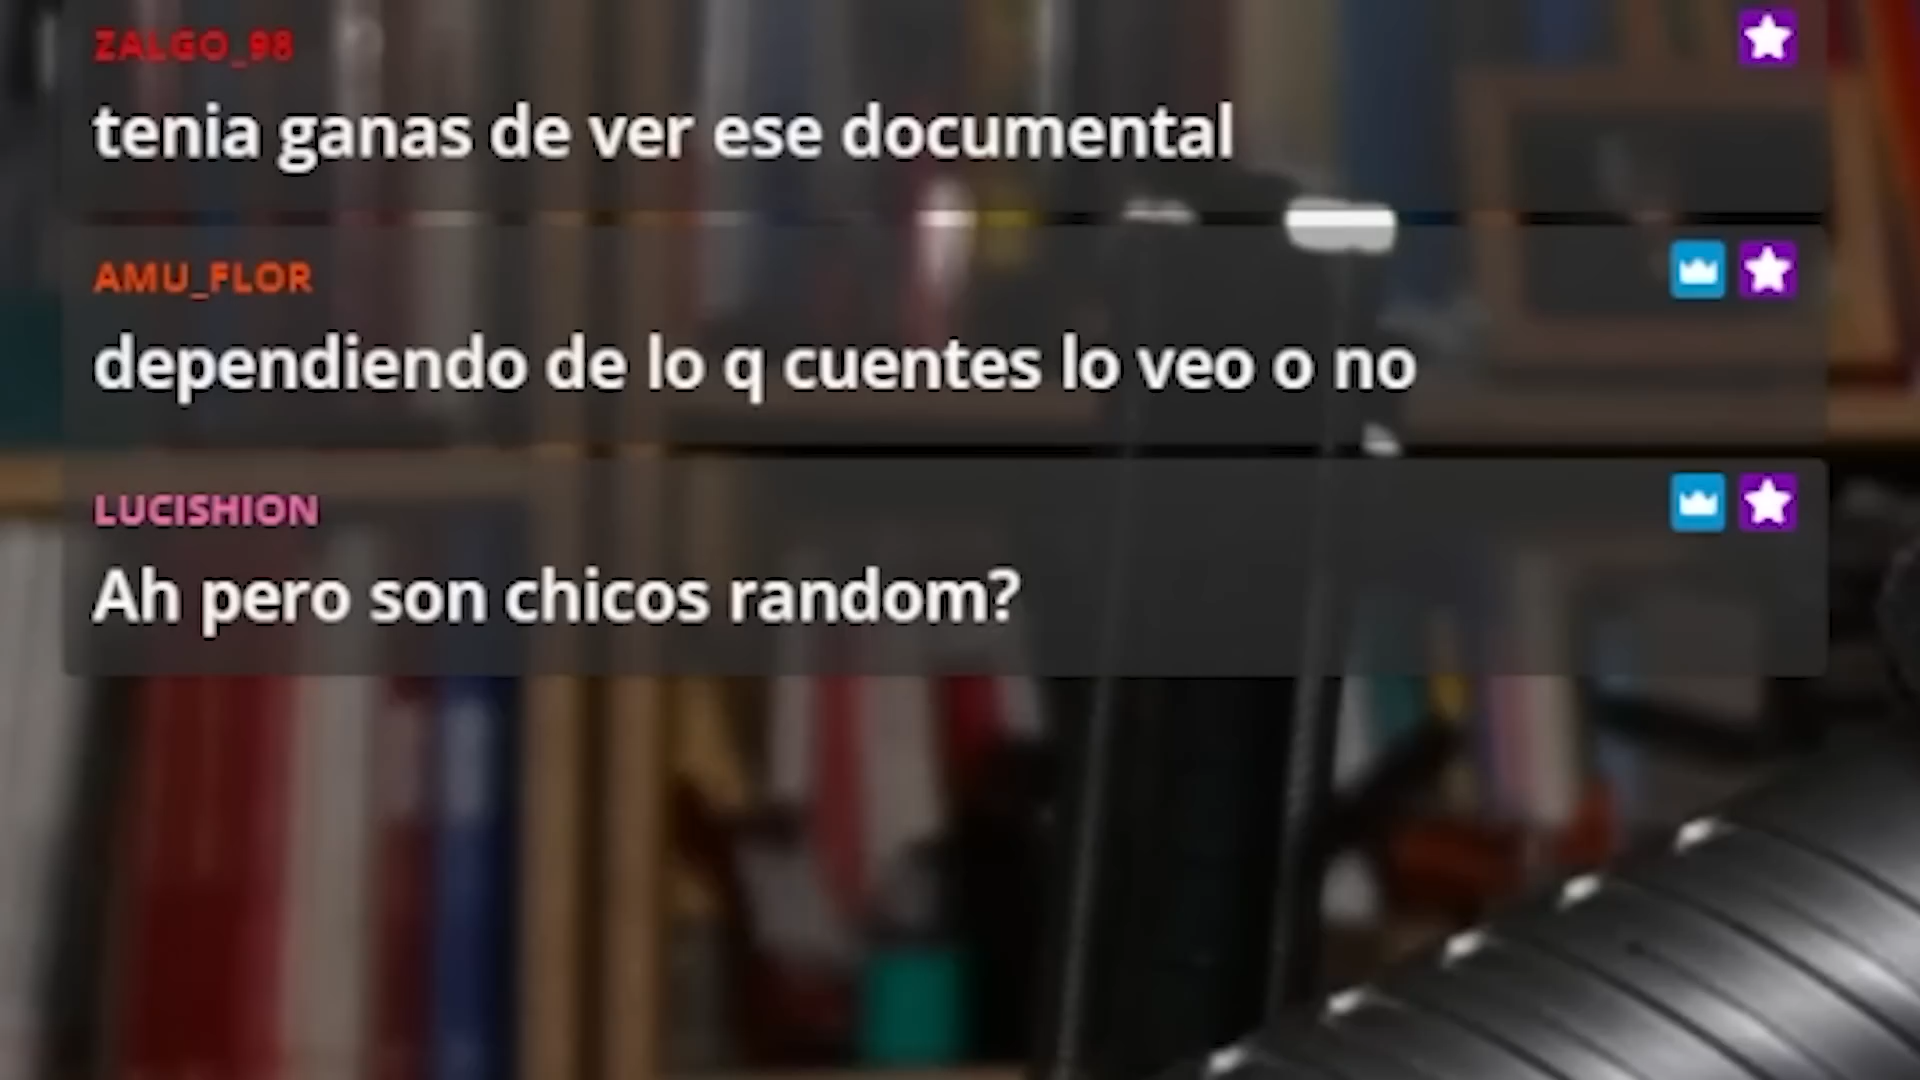 ZALGO_98
tenia ganas de ver ese documental
AMU_FLOR
dependiendo de lo q cuentes lo veo o no
LUCISHION
Ah pero son chicos random?